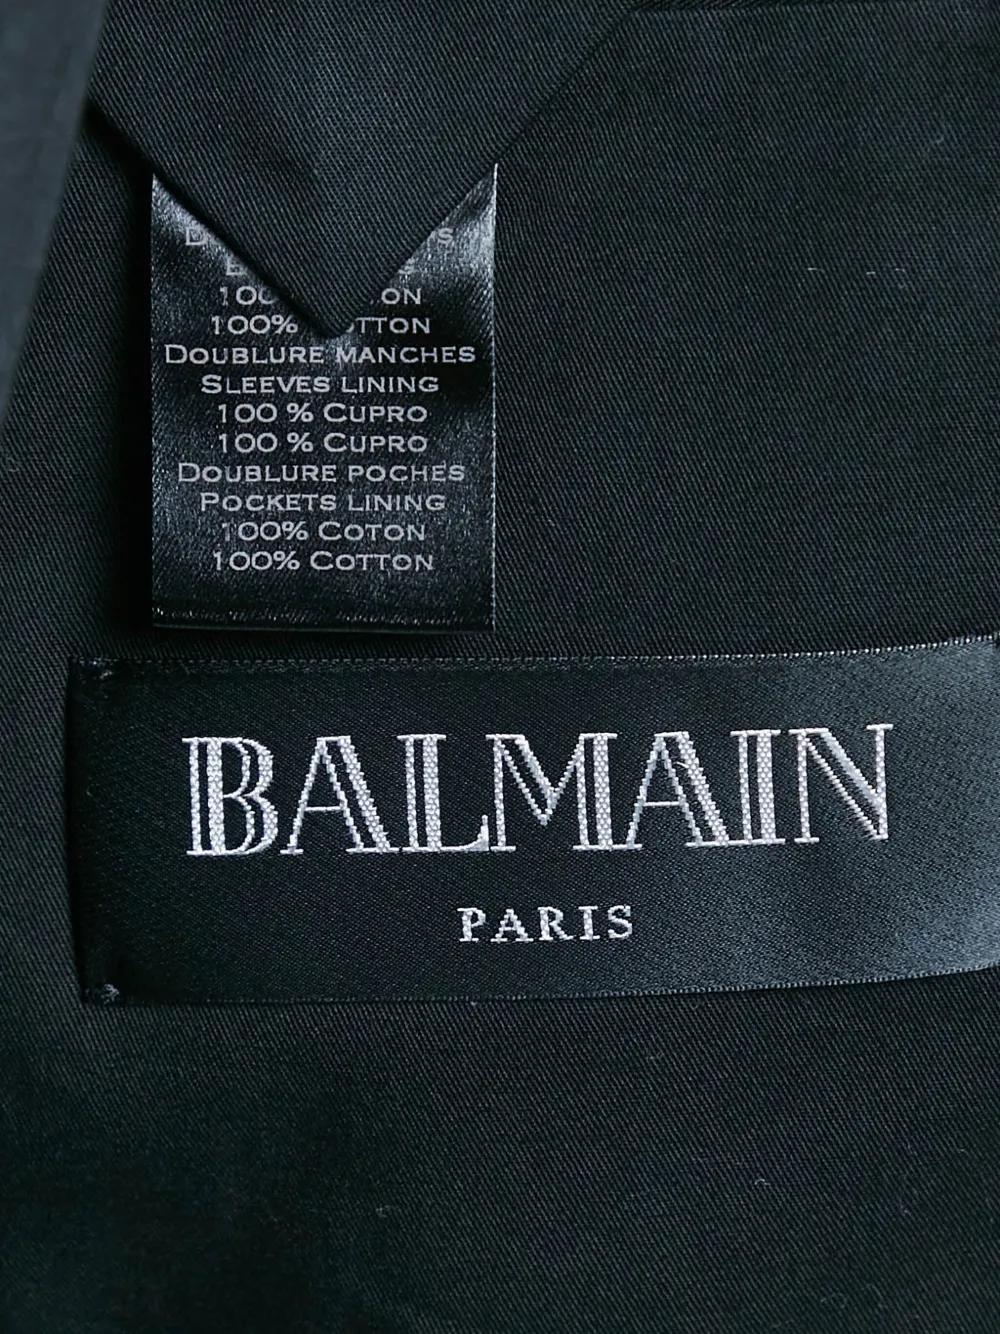 100% COTTON
DOUBLURE MANCHES
SLEEVES LINING
100 % CUPRO
100 % CUPRO
DOUBLURE POCHES
POCKETS LINING
100% COTON
100% COTTON
BALMAIN
PARIS